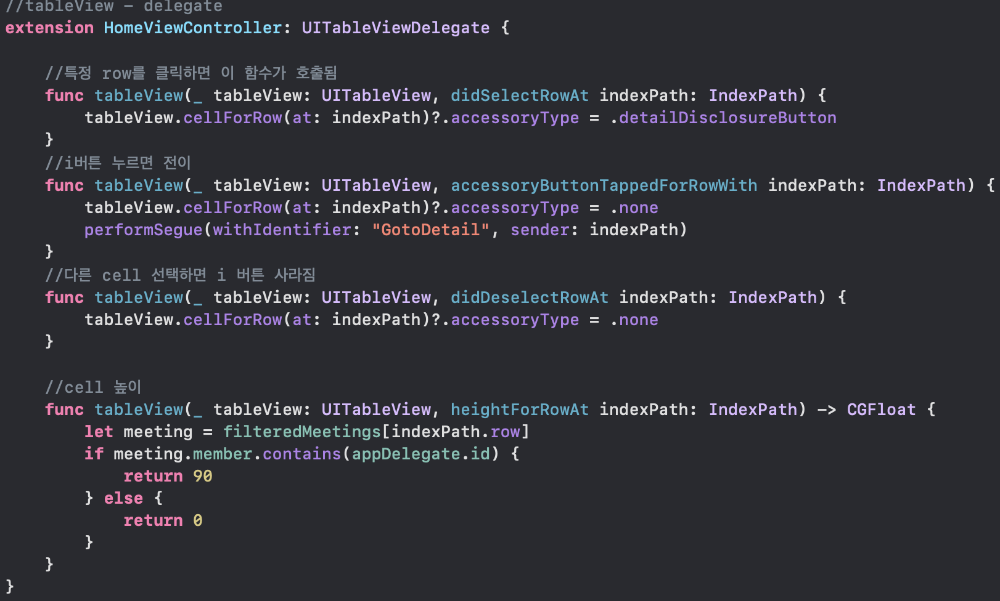 //tableView - delegate
extension HomeViewController: UITableViewDelegate {
//특정 row를 클릭하면 이 함수가 호출됨
func tableView(_ tableView: UITableView, didSelectRowAt indexPath: IndexPath) {
tableView.cellForRow(at: indexPath)?.accessoryType = .detailDisclosureButton
}
//i버튼 누르면 전이
func tableView(_ tableView: UITableView, accessoryButtonTappedForRowWith indexPath: IndexPath) {
tableView.cellForRow(at: indexPath)?.accessoryType = .none
performSegue(withIdentifier: "GotoDetail", sender: indexPath)
}
//다른 cell 선택하면 i 버튼 사라짐
func tableView(_ tableView: UITableView, didDeselectRowAt indexPath: IndexPath) {
tableView.cellForRow(at: indexPath)?.accessoryType = .none
}
//cell 높이
func tableView(_ tableView: UITableView, heightForRowAt indexPath: IndexPath) -> CGFloat {
let meeting = filteredMeetings[indexPath.row]
if meeting.member.contains(appDelegate.id) {
return 90
} else {
return 0
}
}
}